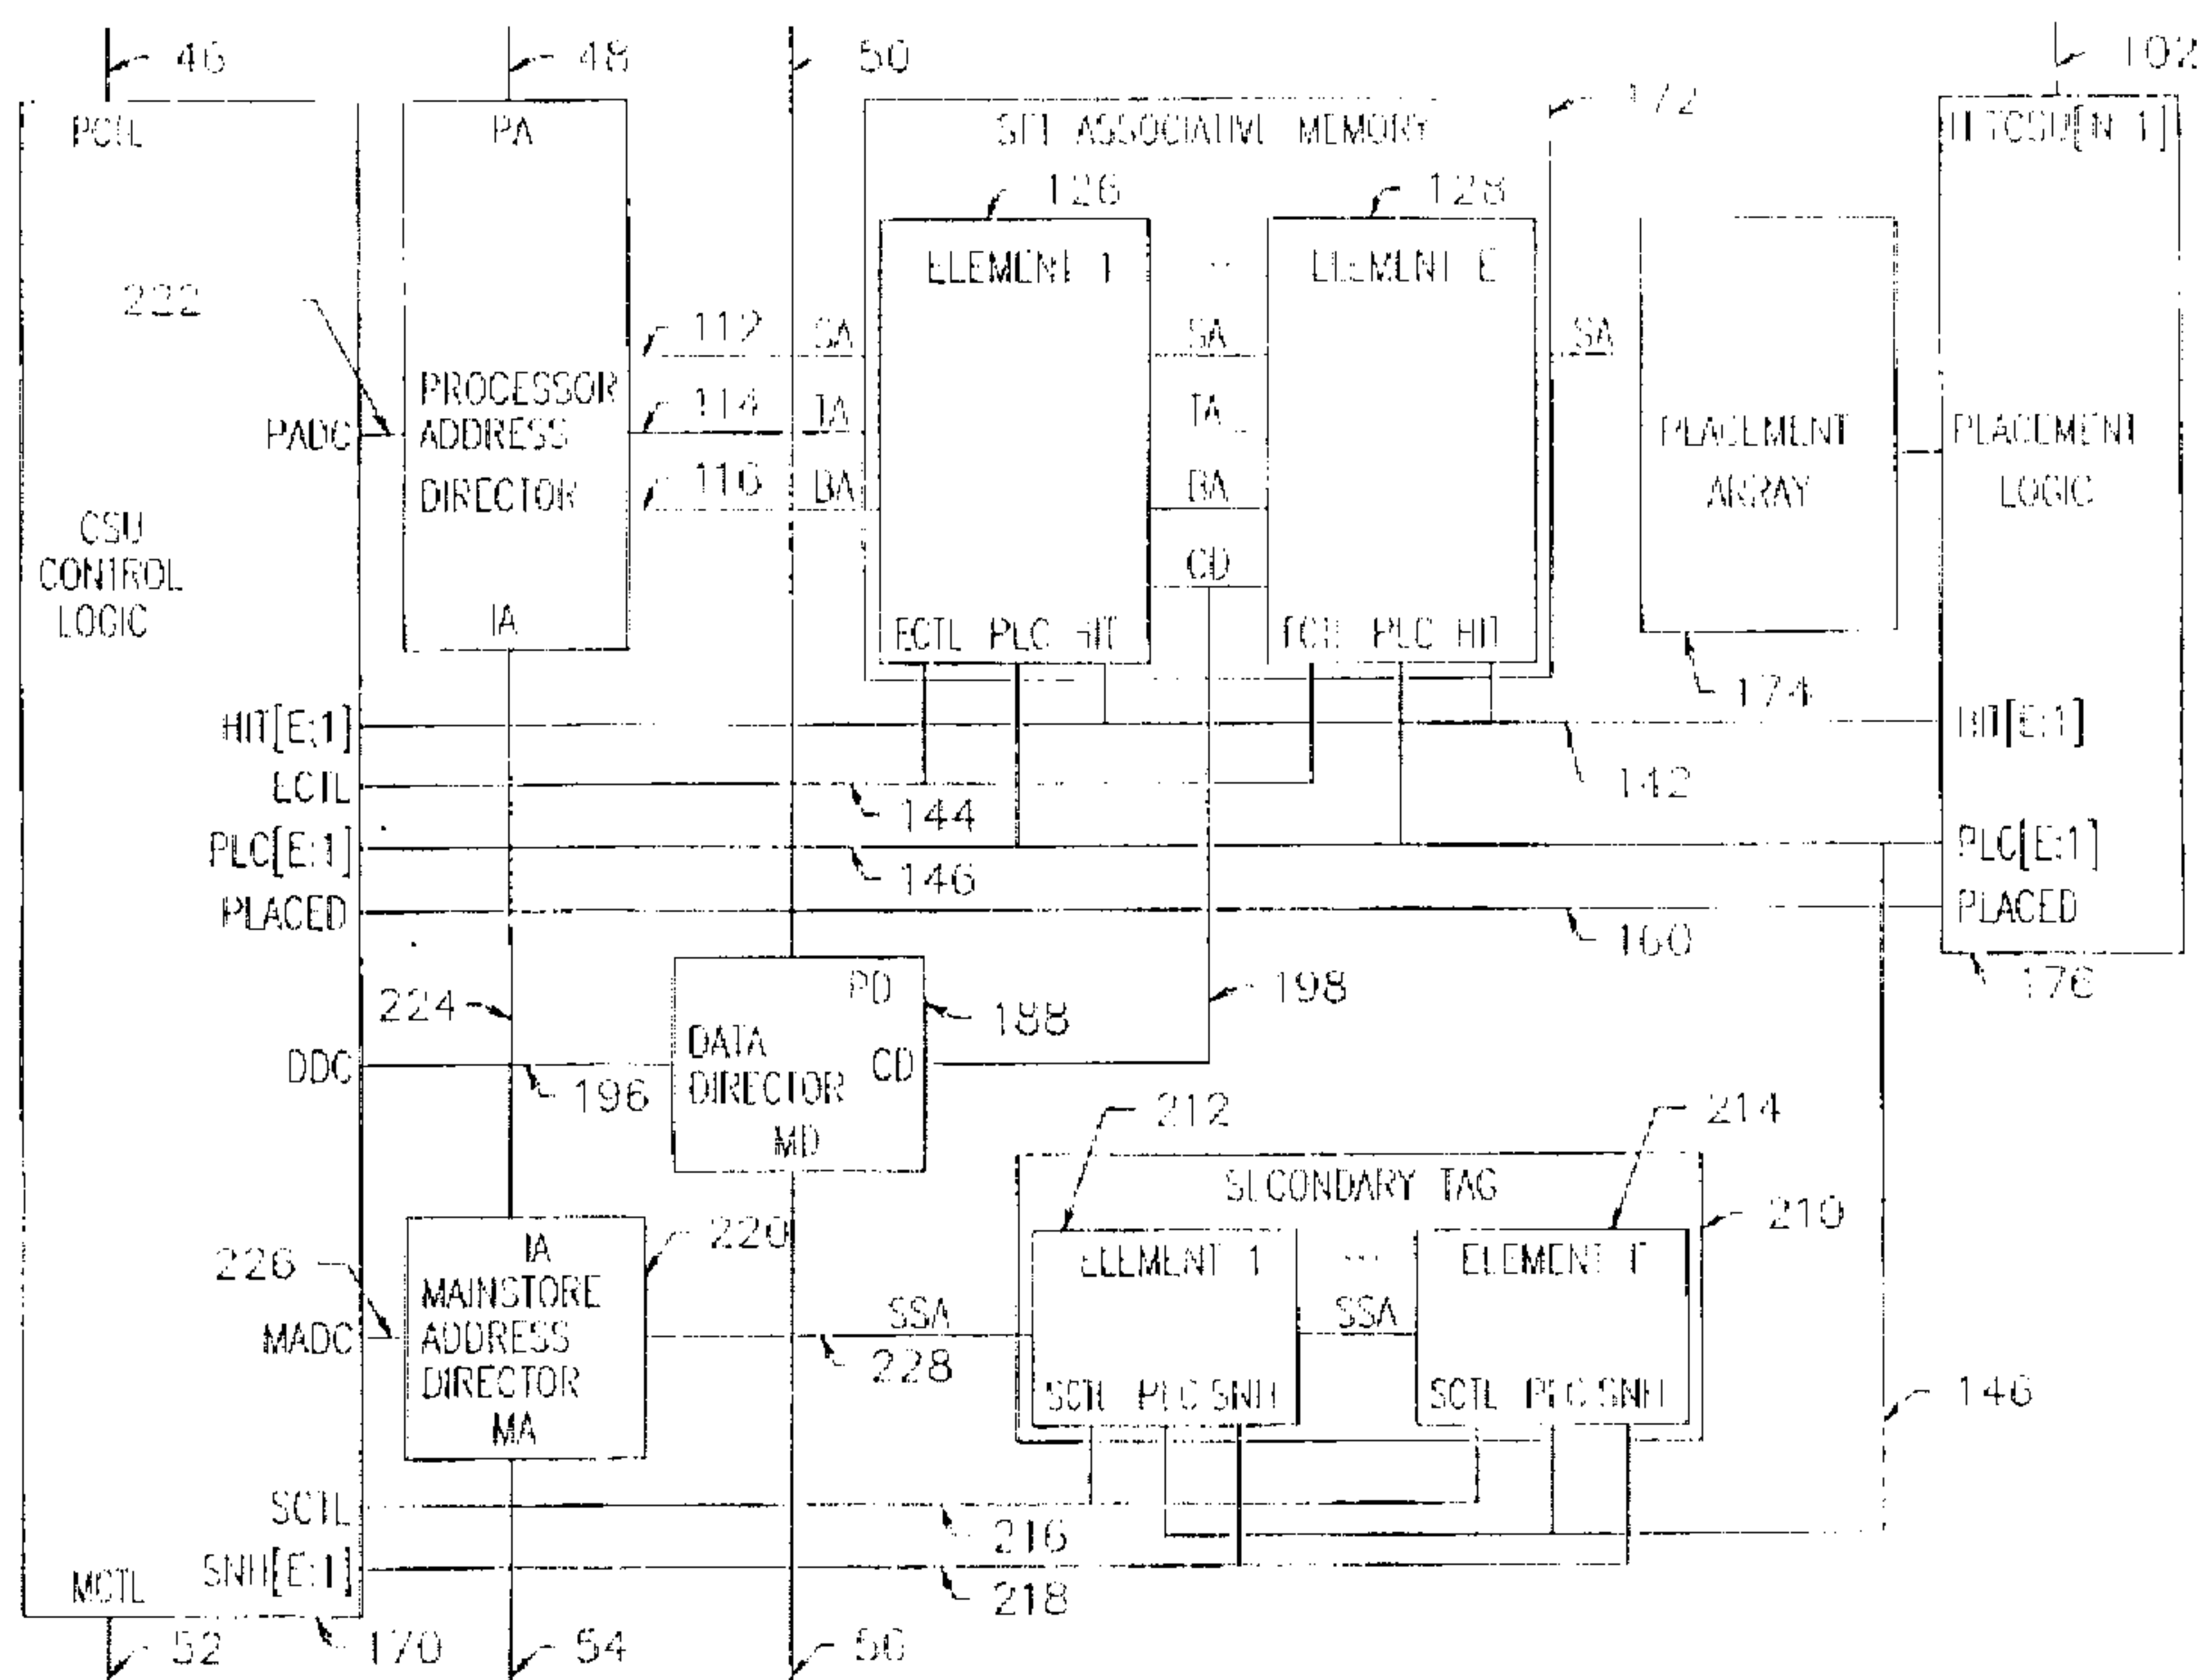 46
48
50
102
PCTL
PA
SET ASSOCIATIVE MEMORY
172
126
128
ELEMENT 1
...
ELEMENT E
222
112
SA
SA
SA
PROCESSOR
ADDRESS
DIRECTOR
PADC
114
TA
TA
116
BA
BA
CD
PLACEMENT
ARRAY
PLACEMENT
LOGIC
CSU
CONTROL
LOGIC
IA
ECTL PLC HIT
ECTL PLC HIT
174
HIT[E:1]
HIT[E:1]
142
ECTL
144
PLC[E:1]
PLC[E:1]
146
PLACED
PLACED
160
176
224
PD
188
198
DDC
196
DATA
DIRECTOR
CD
MD
212
214
SECONDARY TAG
210
220
226
IA
MAINSTORE
ADDRESS
DIRECTOR
MA
MADC
SSA
228
ELEMENT 1
...
ELEMENT
SSA
SCTL PLC SNH
SCTL PLC SNH
146
SCTL
216
SNH[E:1]
218
MCTL
52
170
54
56